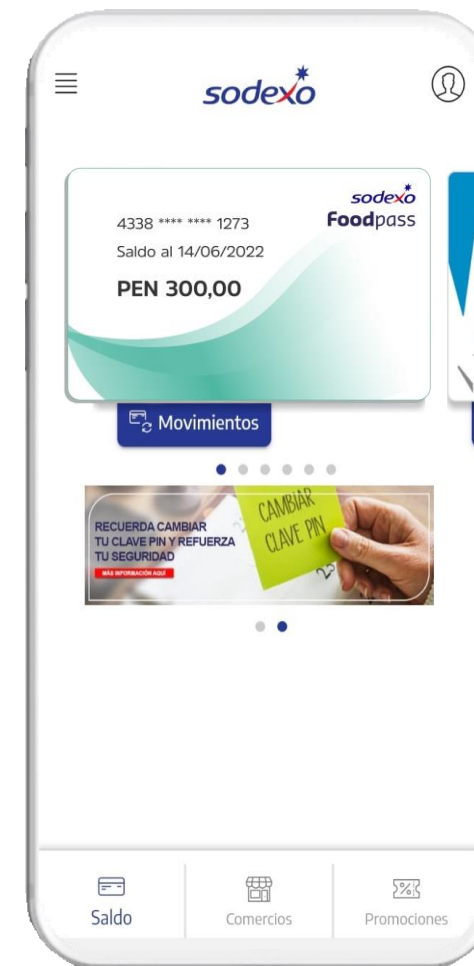 sodexo
sodexo
Foodpass
4338 **** **** 1273
Saldo al 14/06/2022
PEN 300,00
Movimientos
RECUERDA CAMBIAR
TU CLAVE PIN Y REFUERZA
TU SEGURIDAD
MÁS INFORMACIÓN AQUÍ
CAMBIAR
CLAVE PIN
23
Saldo
Comercios
Promociones